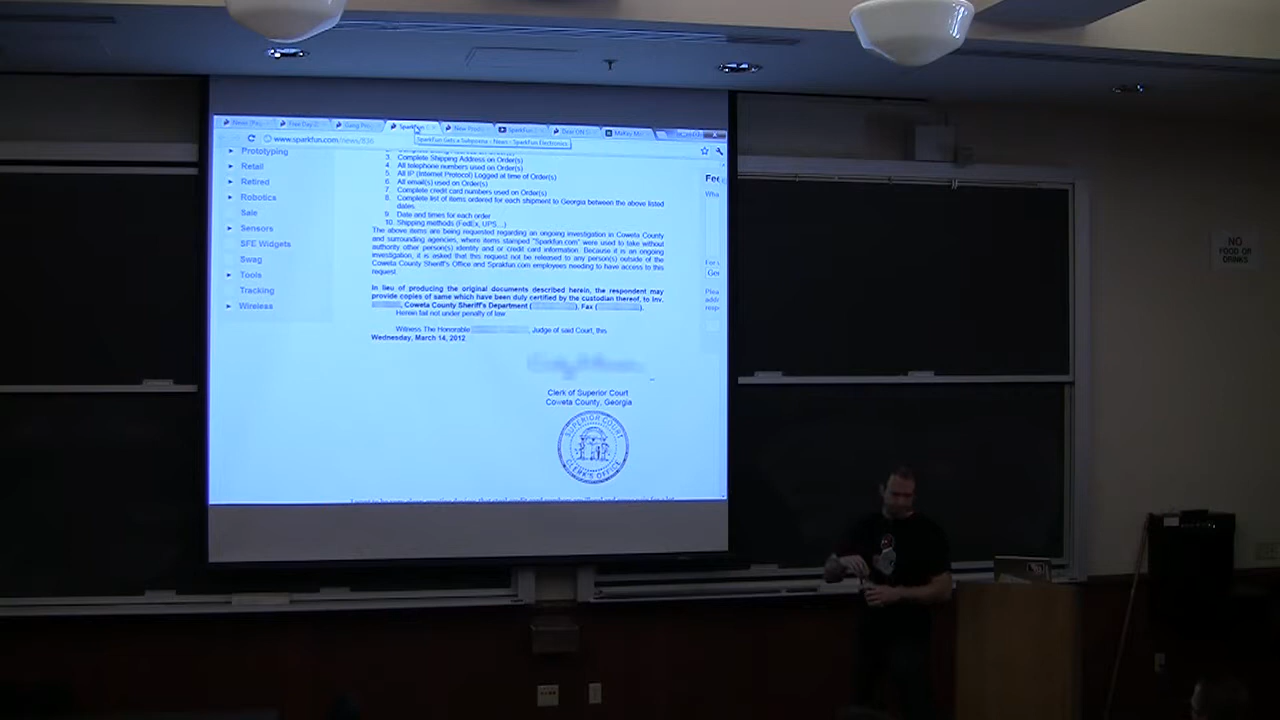 SparkFun
New Produ
SparkFun
Dear ON S
MaKey Ma
www.sparkfun.com/news/836
SparkFun Gets a Subpoena - News - SparkFun Electronics
Prototyping
Retail
Retired
Robotics
Sale
Sensors
SFE Widgets
Swag
Tools
Tracking
Wireless
3. Complete Shipping Address on Order(s)
4. All telephone numbers used on Order(s)
5. All IP (Internet Protocol) Logged at time of Order(s)
6. All email(s) used on Order(s)
7. Complete credit card numbers used on Order(s)
8. Complete list of items ordered for each shipment to Georgia between the above listed
dates.
9. Date and times for each order
10. Shipping methods (FedEx, UPS...)
The above items are being requested regarding an ongoing investigation in Coweta County
and surrounding agencies, where items stamped "Sparkfun.com" were used to take without
authority other person(s) identity and or credit card information. Because it is an ongoing
investigation, it is asked that this request not be released to any person(s) outside of the
Coweta County Sheriff's Office and Sprakfun.com employees needing to have access to this
request.
In lieu of producing the original documents described herein, the respondent may
provide copies of same which have been duly certified by the custodian thereof, to Inv.
, Coweta County Sheriff's Department ( ), Fax ( ).
Herein fail not under penalty of law.
Witness The Honorable , Judge of said Court, this
Wednesday, March 14, 2012
Clerk of Superior Court
Coweta County, Georgia
SUPERIOR COURT
CLERK'S OFFICE
NO
FOOD OR
DRINKS